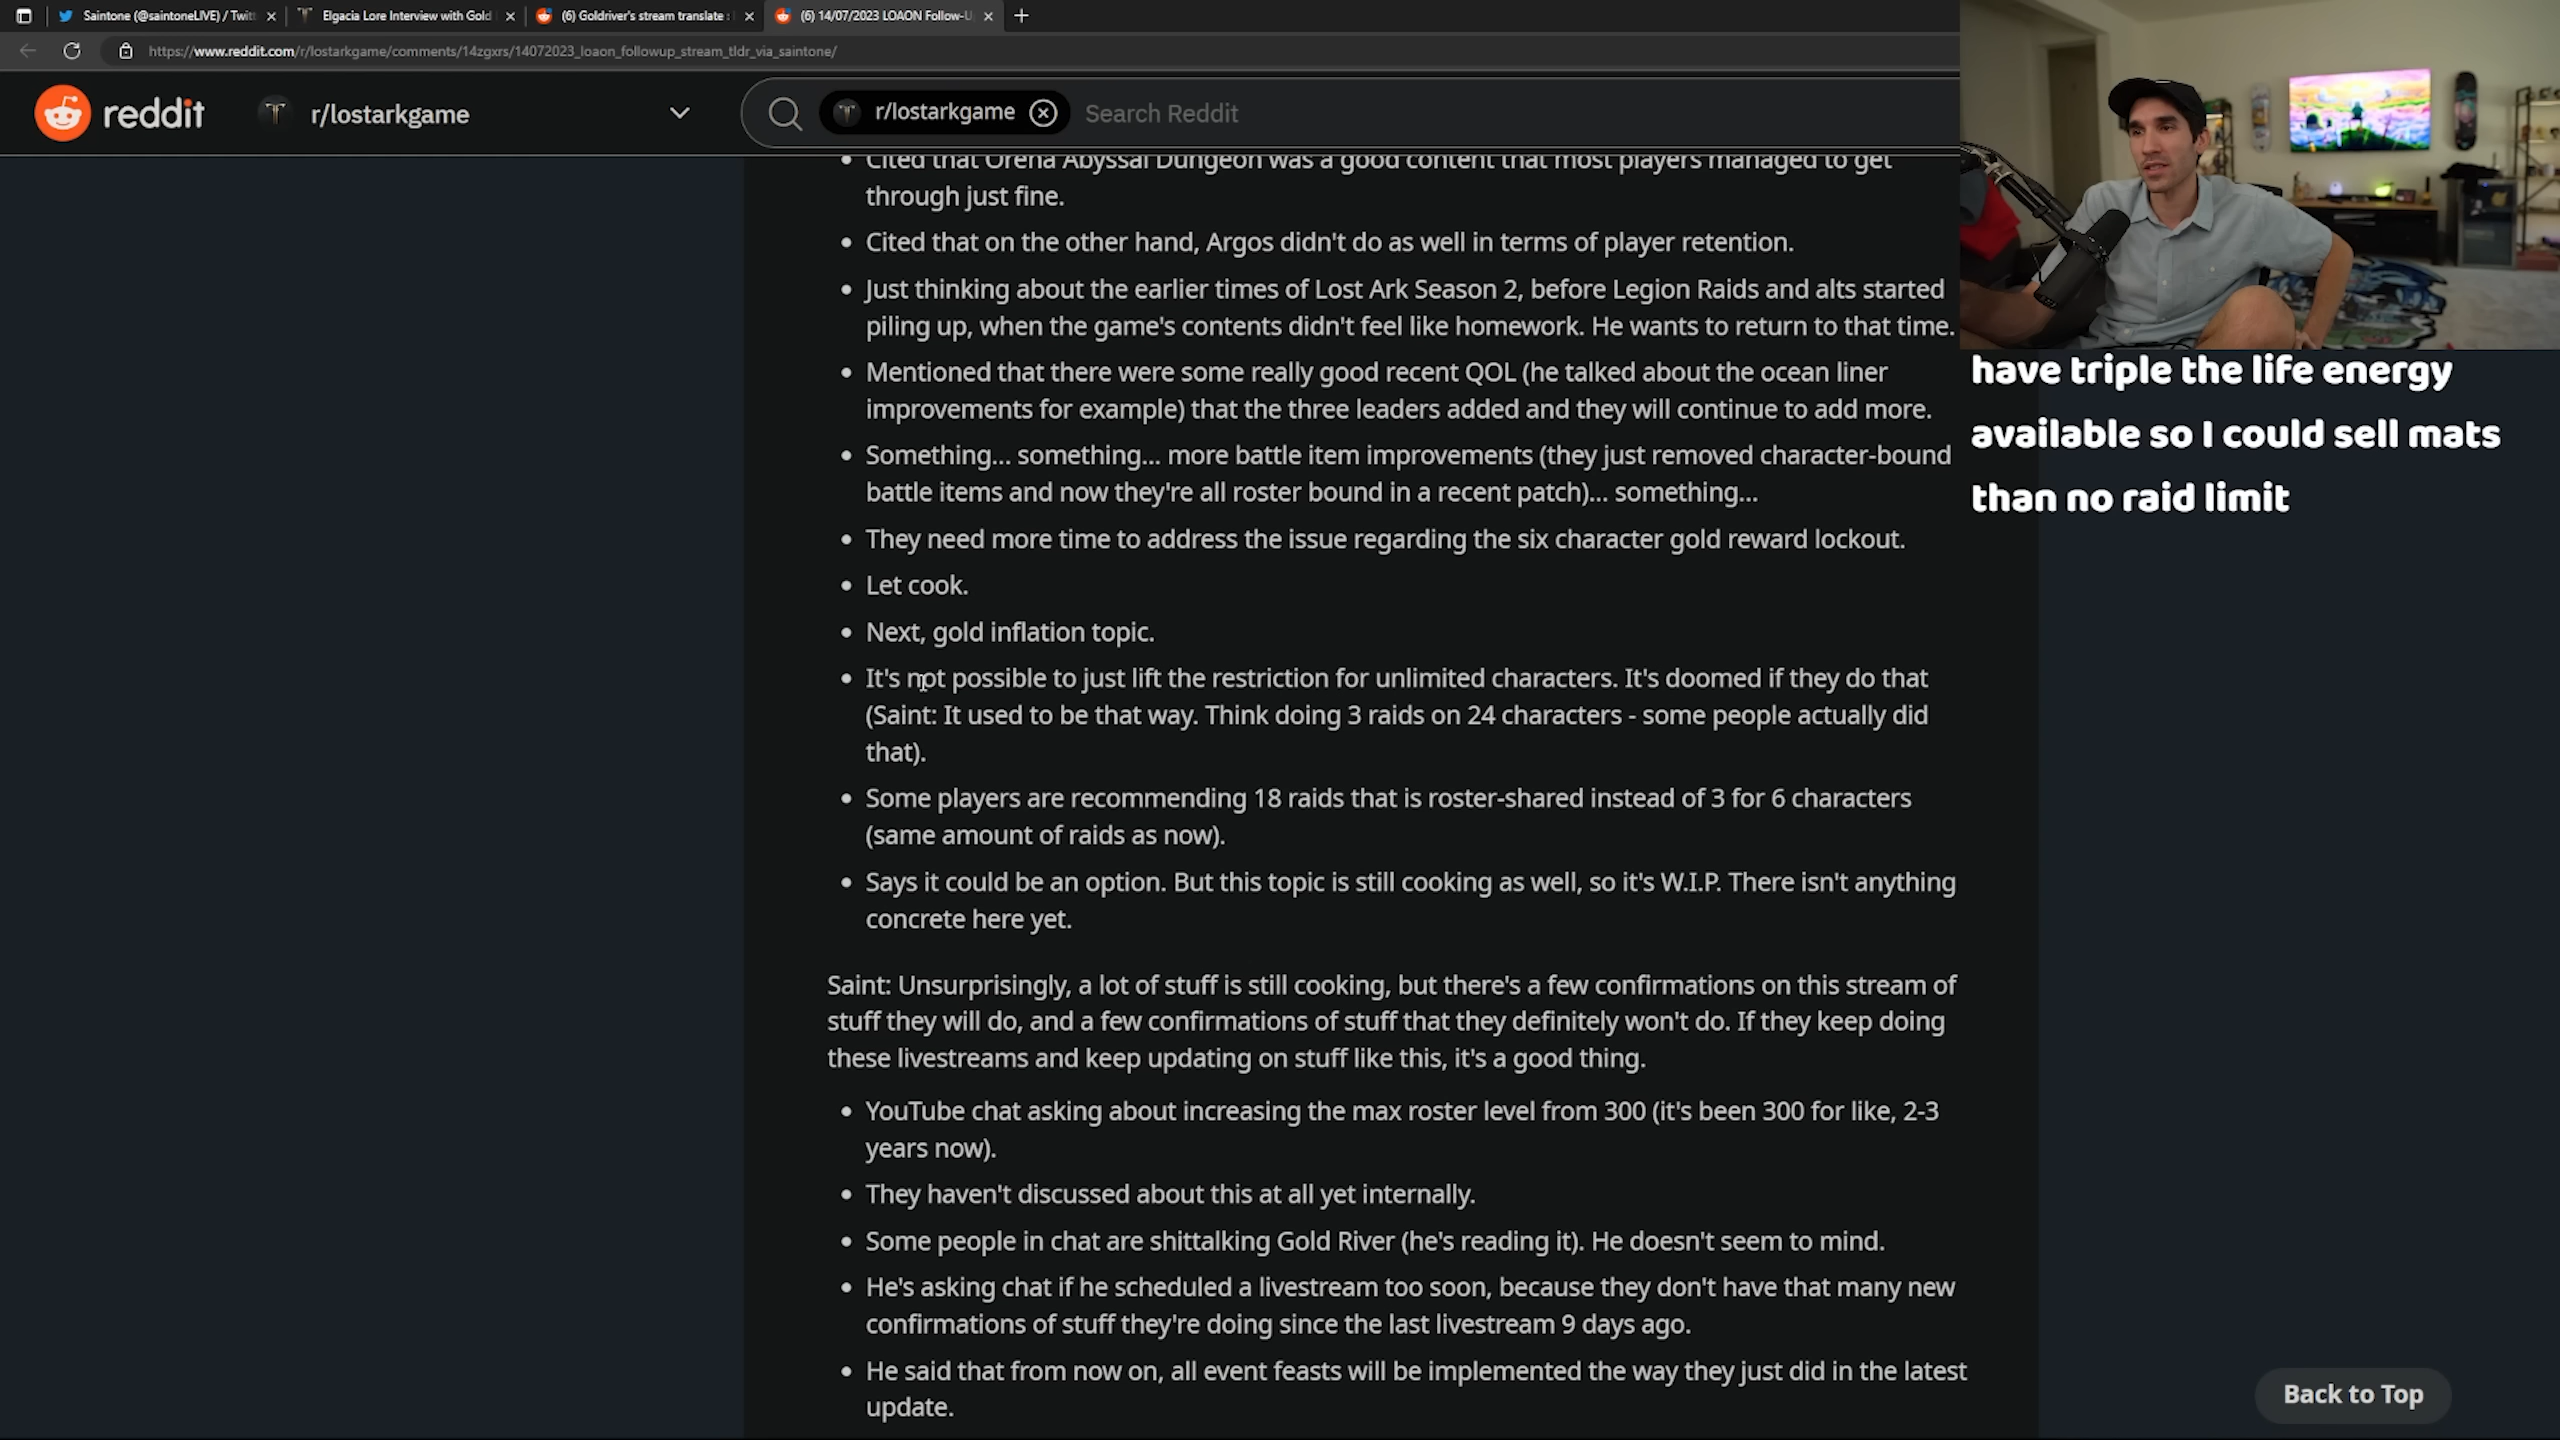 Saintone (@saintoneLIVE) / Twit
Elgacia Lore Interview with Gold
(6) Goldriver's stream translate :
(6) 14/07/2023 LOAON Follow-U
https://www.reddit.com/r/lostarkgame/comments/14zgxrs/14072023_loaon_followup_stream_tldr_via_saintone/
reddit
r/lostarkgame
r/lostarkgame
Search Reddit
• Cited that Orena Abyssal Dungeon was a good content that most players managed to get
through just fine.
• Cited that on the other hand, Argos didn't do as well in terms of player retention.
• Just thinking about the earlier times of Lost Ark Season 2, before Legion Raids and alts started
piling up, when the game's contents didn't feel like homework. He wants to return to that time.
• Mentioned that there were some really good recent QOL (he talked about the ocean liner
improvements for example) that the three leaders added and they will continue to add more.
• Something... something... more battle item improvements (they just removed character-bound
battle items and now they're all roster bound in a recent patch)... something...
• They need more time to address the issue regarding the six character gold reward lockout.
• Let cook.
• Next, gold inflation topic.
• It's not possible to just lift the restriction for unlimited characters. It's doomed if they do that
(Saint: It used to be that way. Think doing 3 raids on 24 characters - some people actually did
that).
• Some players are recommending 18 raids that is roster-shared instead of 3 for 6 characters
(same amount of raids as now).
• Says it could be an option. But this topic is still cooking as well, so it's W.I.P. There isn't anything
concrete here yet.
Saint: Unsurprisingly, a lot of stuff is still cooking, but there's a few confirmations on this stream of
stuff they will do, and a few confirmations of stuff that they definitely won't do. If they keep doing
these livestreams and keep updating on stuff like this, it's a good thing.
• YouTube chat asking about increasing the max roster level from 300 (it's been 300 for like, 2-3
years now).
• They haven't discussed about this at all yet internally.
• Some people in chat are shittalking Gold River (he's reading it). He doesn't seem to mind.
• He's asking chat if he scheduled a livestream too soon, because they don't have that many new
confirmations of stuff they're doing since the last livestream 9 days ago.
• He said that from now on, all event feasts will be implemented the way they just did in the latest
update.
have triple the life energy
available so I could sell mats
than no raid limit
Back to Top